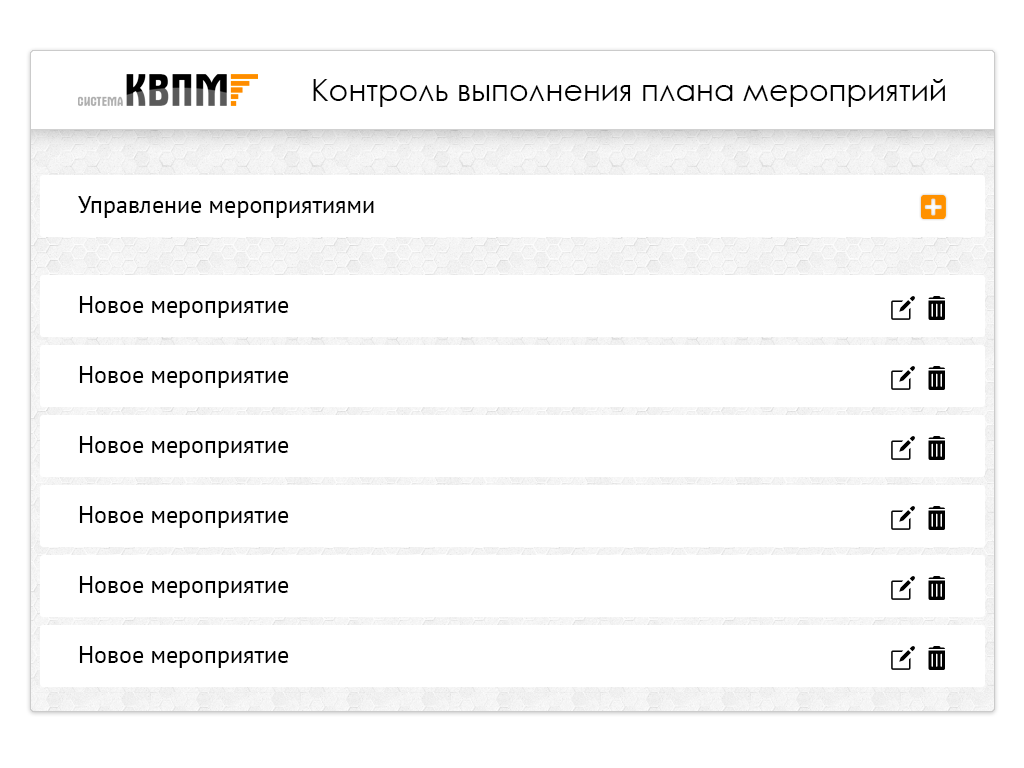 СИСТЕМА КВПМ
Контроль выполнения плана мероприятий
Управление мероприятиями
Новое мероприятие
Новое мероприятие
Новое мероприятие
Новое мероприятие
Новое мероприятие
Новое мероприятие